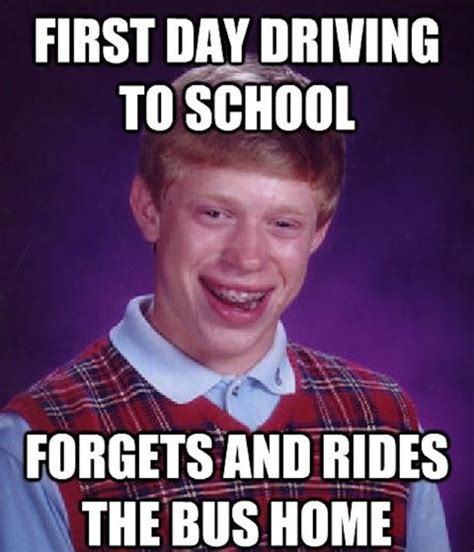 FIRST DAY DRIVING
TO SCHOOL
FORGETS AND RIDES
THE BUS HOME